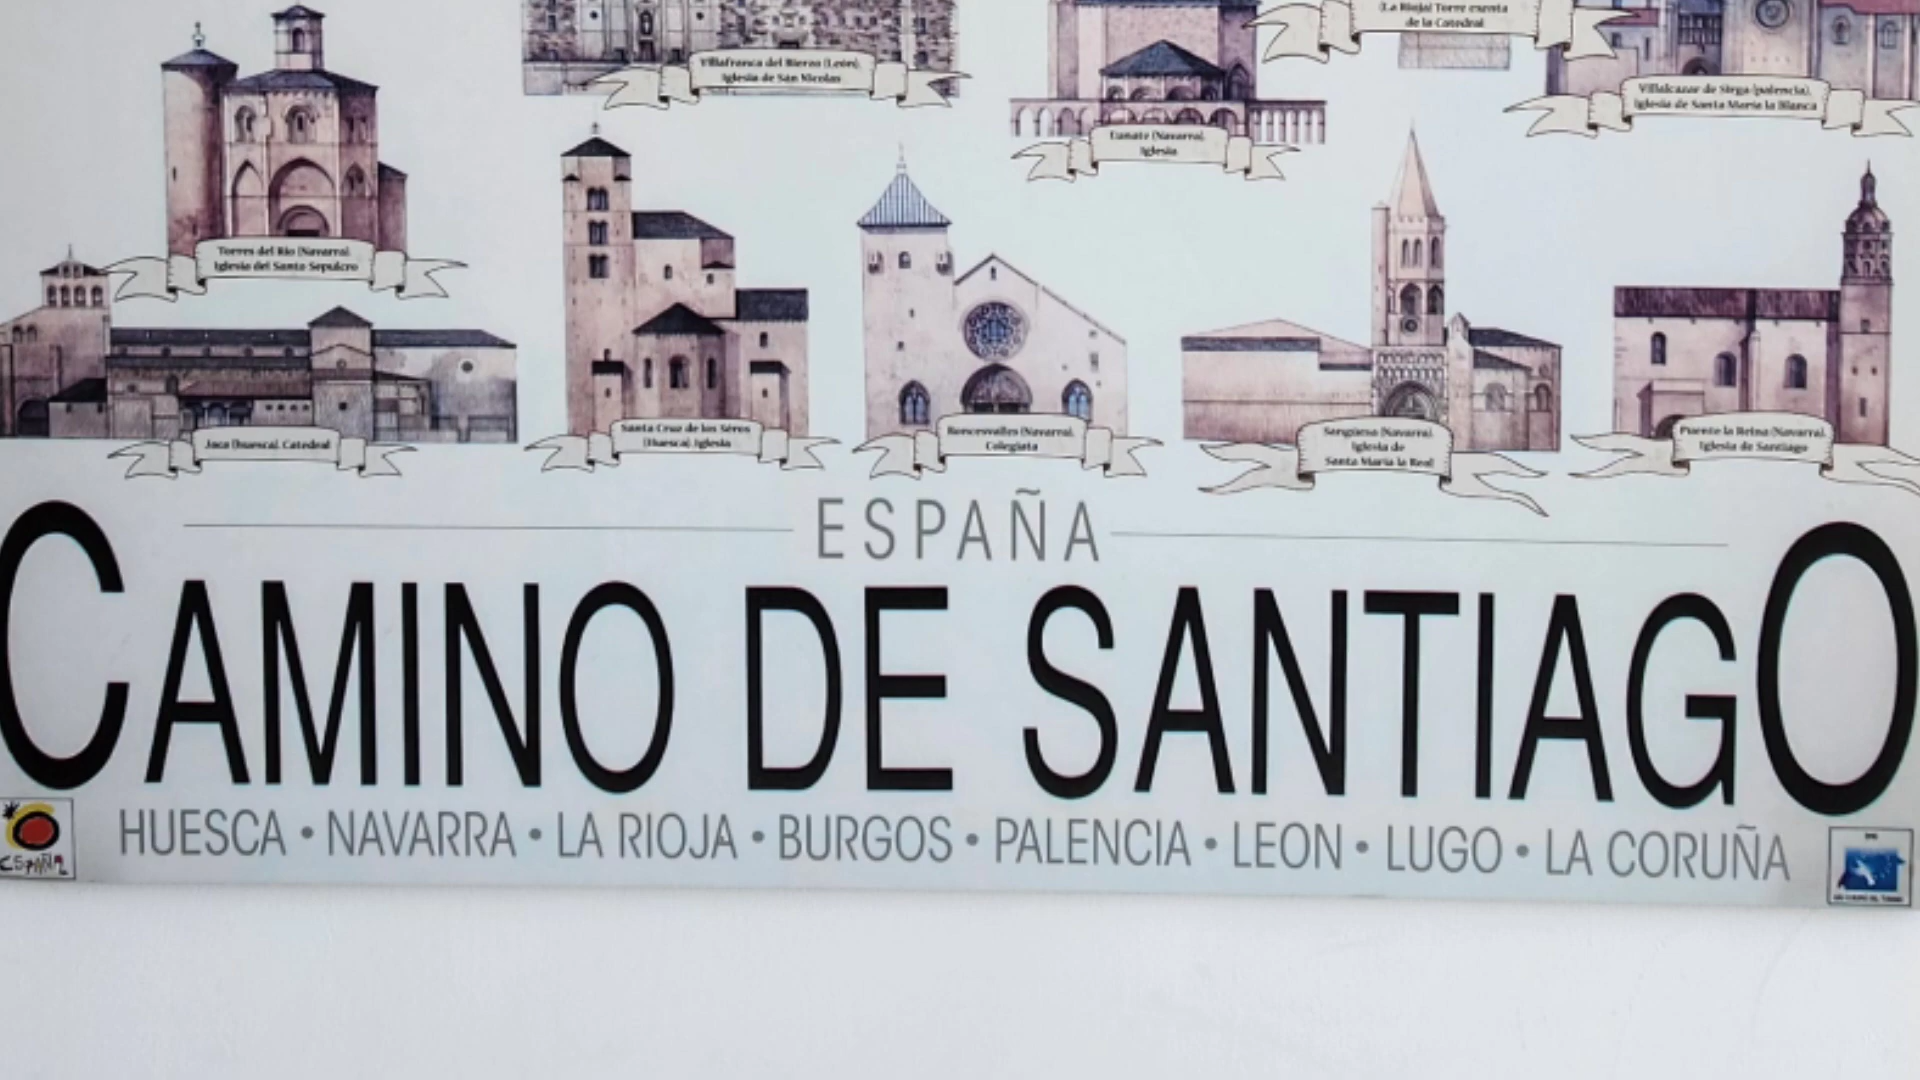 (La Rioja) Torre exenta
de la Catedral
Villafranca del Bierzo (León).
Iglesia de San Nicolas
Villalcazar de Sirga (palencia).
Iglesia de Santa María la Blanca
Eunate (Navarra).
Iglesia
Torres del Río (Navarra).
Iglesia del Santo Sepulcro
Jaca (huesca). Catedral
Santa Cruz de los Séros
(Huesca). Iglesia
Roncesvalles (Navarra).
Colegiata
Sangüesa (Navarra).
Iglesia de
Santa María la Real
Puente la Reina (Navarra).
Iglesia de Santiago
ESPAÑA
CAMINO DE SANTIAGO
HUESCA • NAVARRA • LA RIOJA • BURGOS • PALENCIA • LEON • LUGO • LA CORUÑA
ESPAÑA